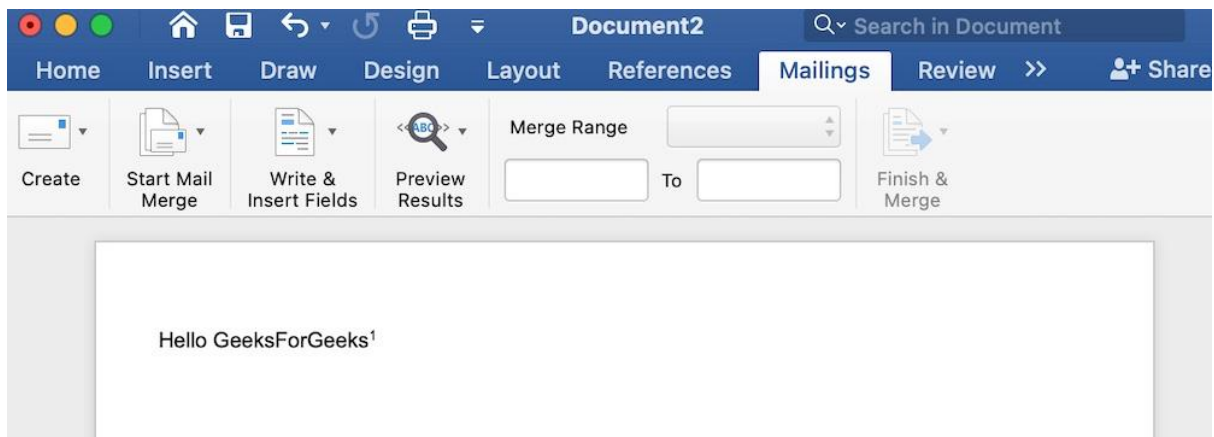 Document2
Search in Document
Home Insert Draw Design Layout References Mailings Review >> Share
Create
Start Mail
Merge
Write &
Insert Fields
<<ABC>>
Preview
Results
Merge Range
To
Finish &
Merge
Hello GeeksForGeeks¹